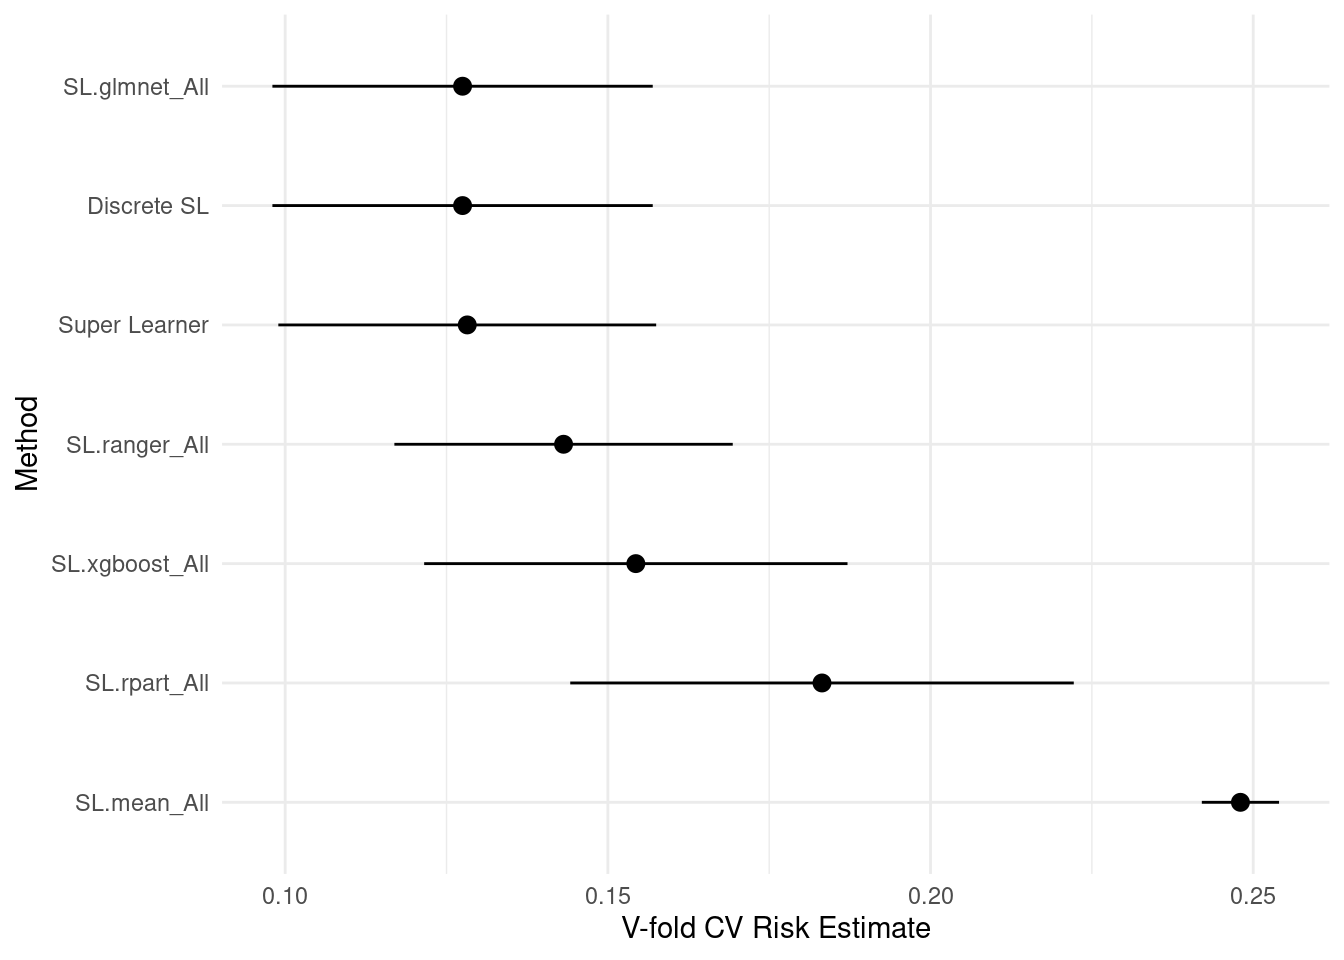 SL.glmnet_All
Discrete SL
Super Learner
SL.ranger_All
SL.xgboost_All
SL.rpart_All
SL.mean_All
Method
0.10 0.15 0.20 0.25
V-fold CV Risk Estimate